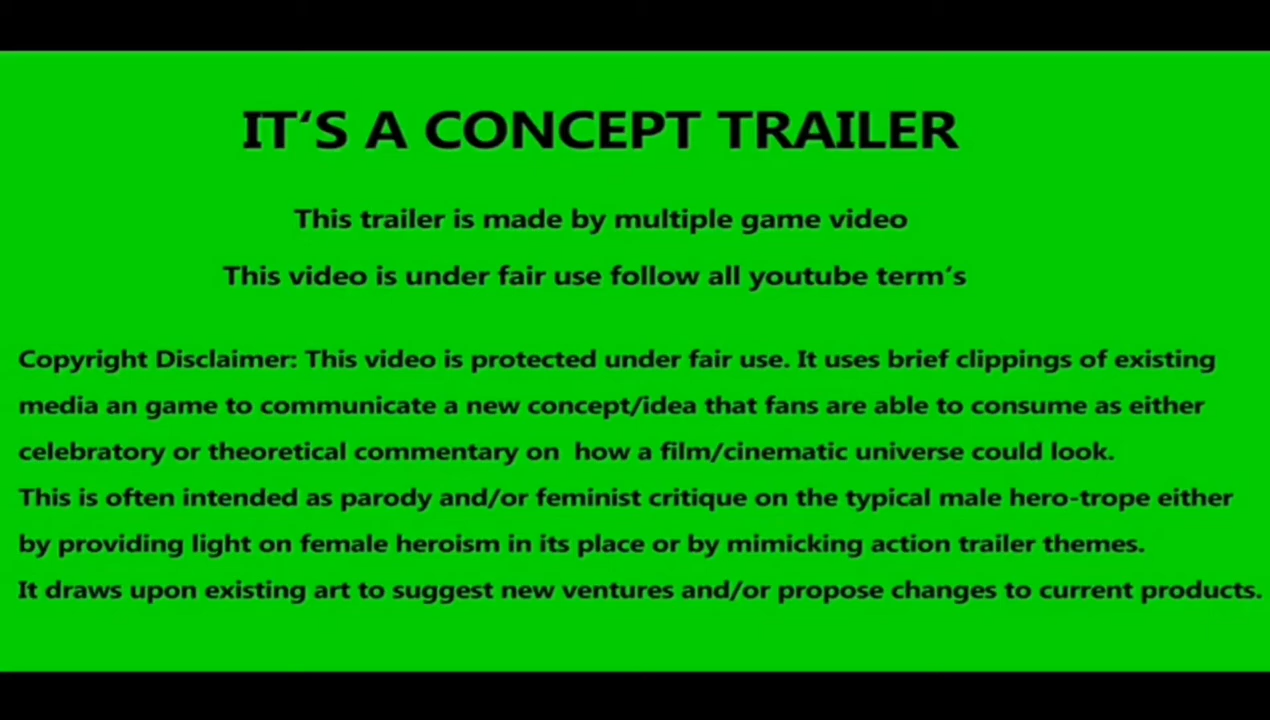 IT‘S A CONCEPT TRAILER
This trailer is made by multiple game video
This video is under fair use follow all youtube term’s
Copyright Disclaimer: This video is protected under fair use. It uses brief clippings of existing
media an game to communicate a new concept/idea that fans are able to consume as either
celebratory or theoretical commentary on how a film/cinematic universe could look.
This is often intended as parody and/or feminist critique on the typical male hero-trope either
by providing light on female heroism in its place or by mimicking action trailer themes.
It draws upon existing art to suggest new ventures and/or propose changes to current products.